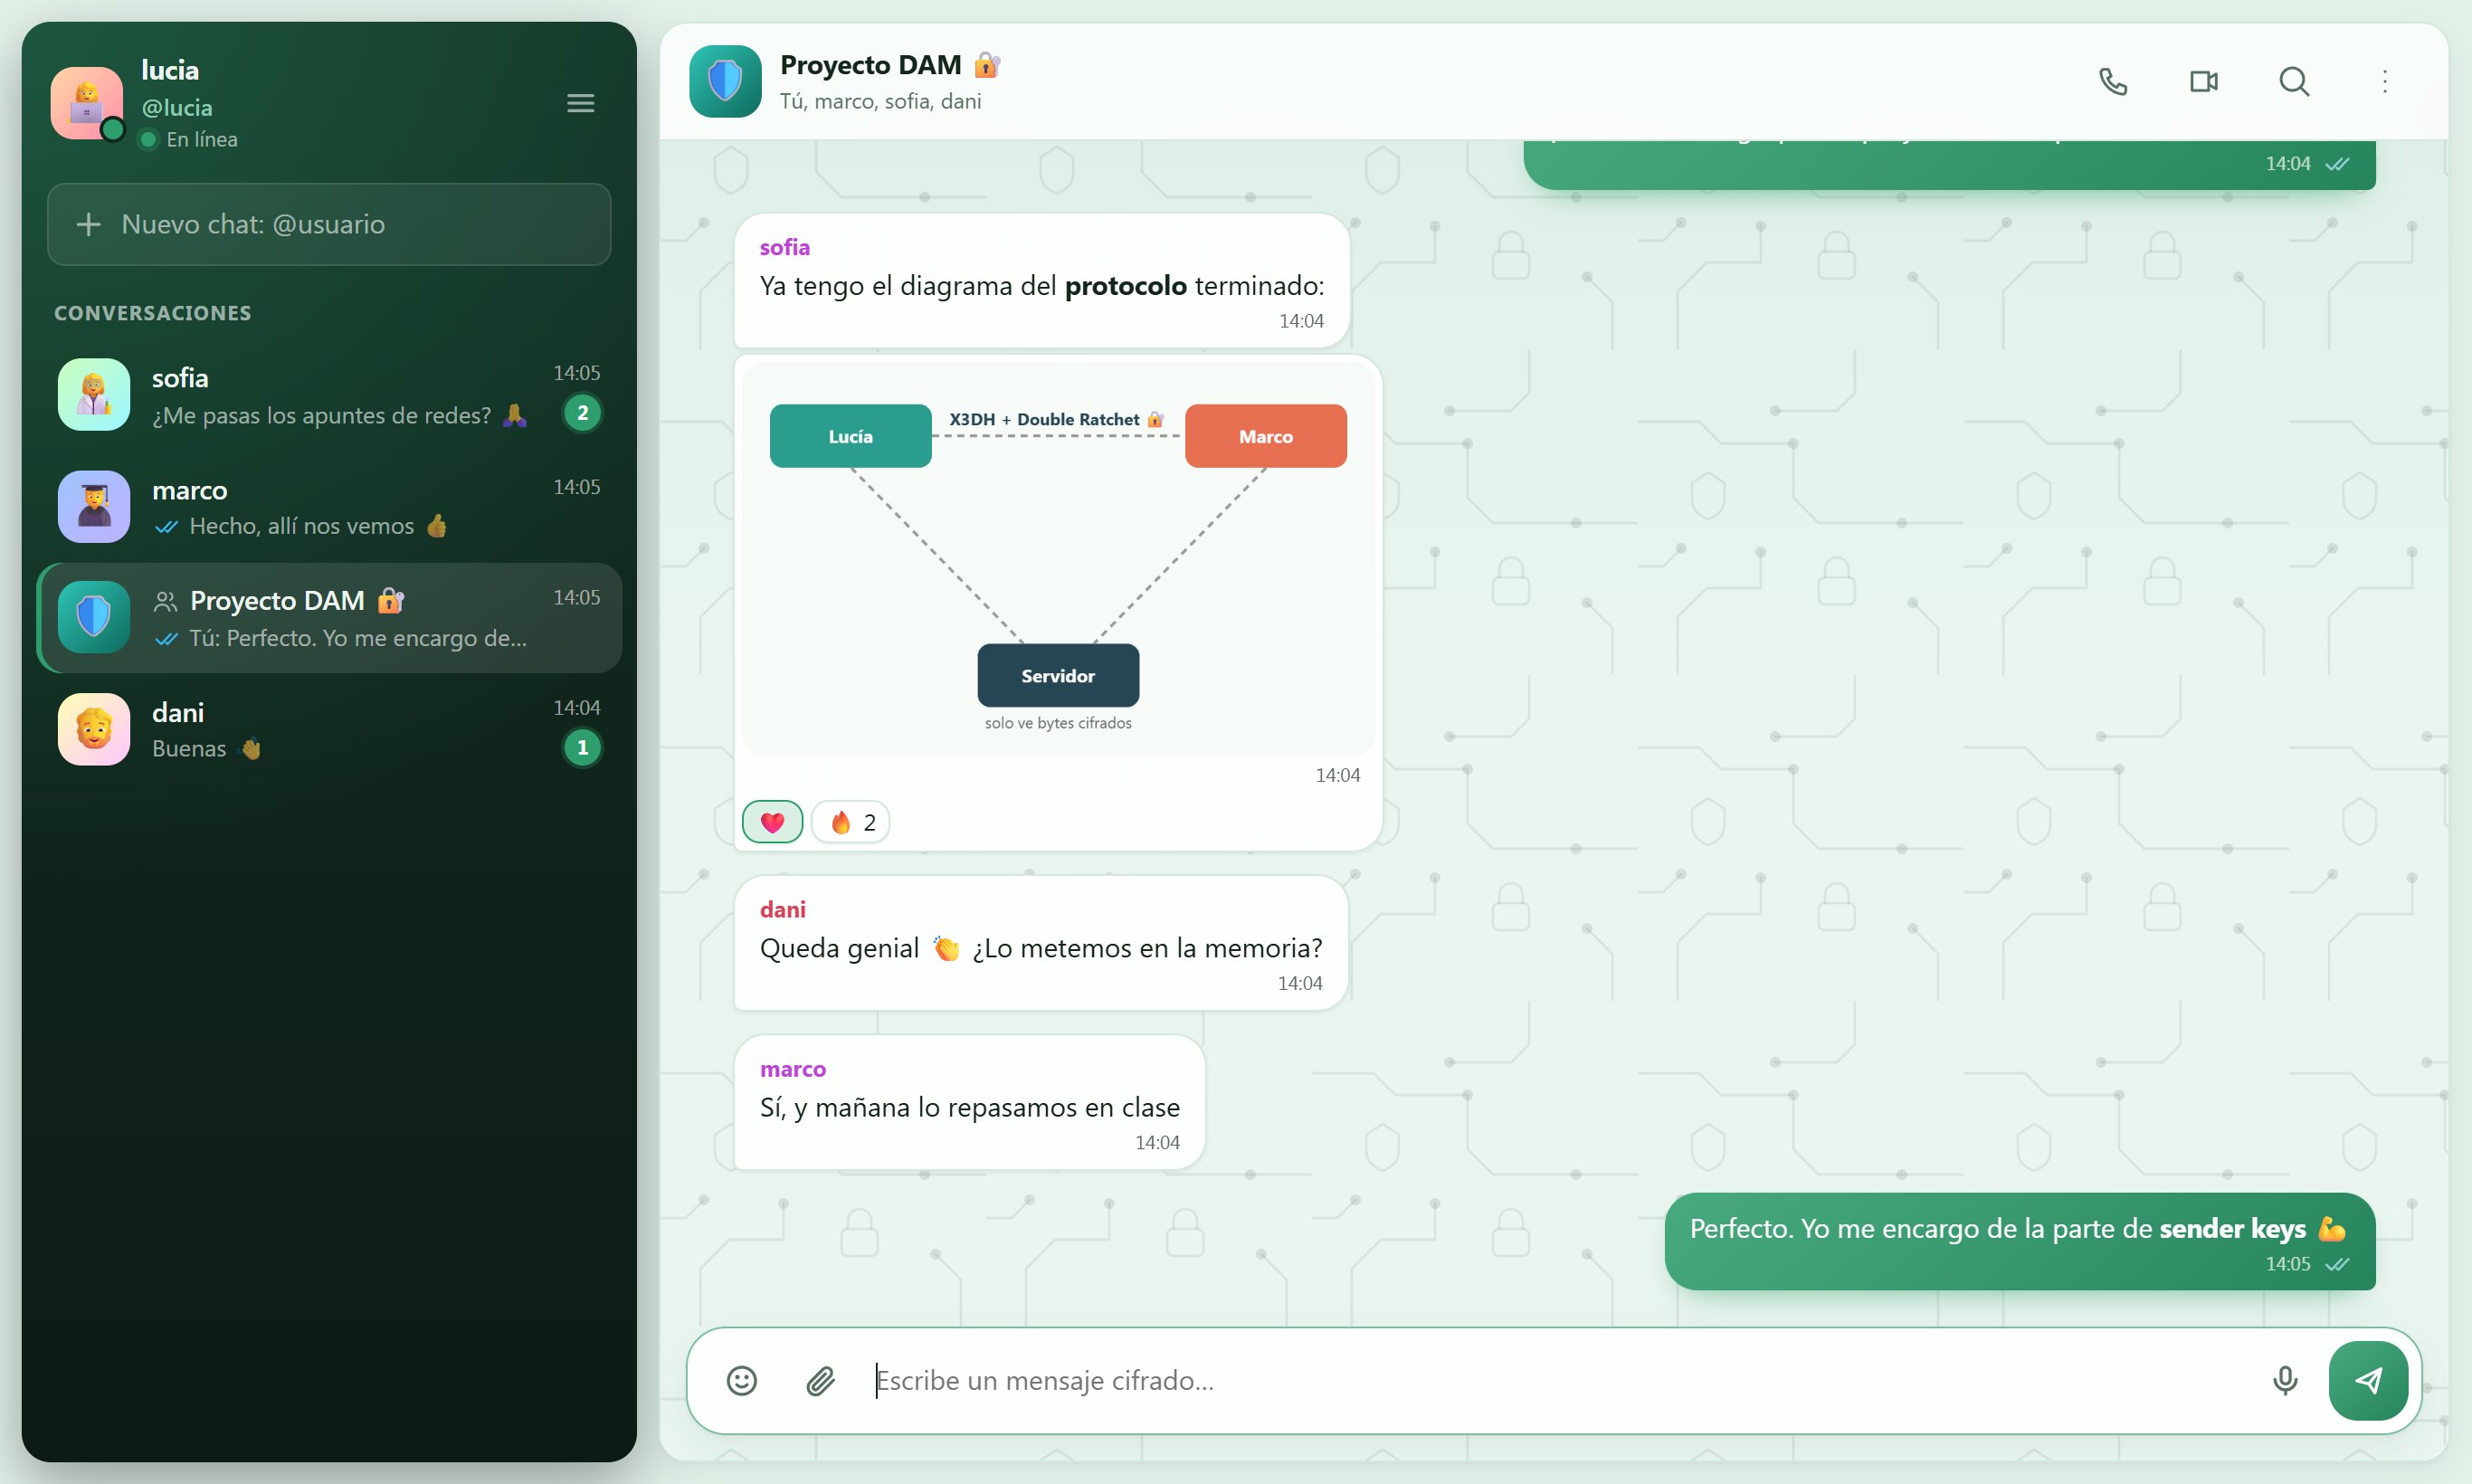 lucia
@lucia
En línea
Nuevo chat: @usuario
CONVERSACIONES
sofia
14:05
¿Me pasas los apuntes de redes? 🙏
2
marco
14:05
Hecho, allí nos vemos 👍
Proyecto DAM 🔐
14:05
Tú: Perfecto. Yo me encargo de...
dani
14:04
Buenas 👋
1
Proyecto DAM 🔐
Tú, marco, sofia, dani
14:04
sofia
Ya tengo el diagrama del protocolo terminado:
14:04
Lucía
X3DH + Double Ratchet 🔐
Marco
Servidor
solo ve bytes cifrados
14:04
❤️
🔥 2
dani
Queda genial 👏 ¿Lo metemos en la memoria?
14:04
marco
Sí, y mañana lo repasamos en clase
14:04
Perfecto. Yo me encargo de la parte de sender keys 💪
14:05
Escribe un mensaje cifrado...